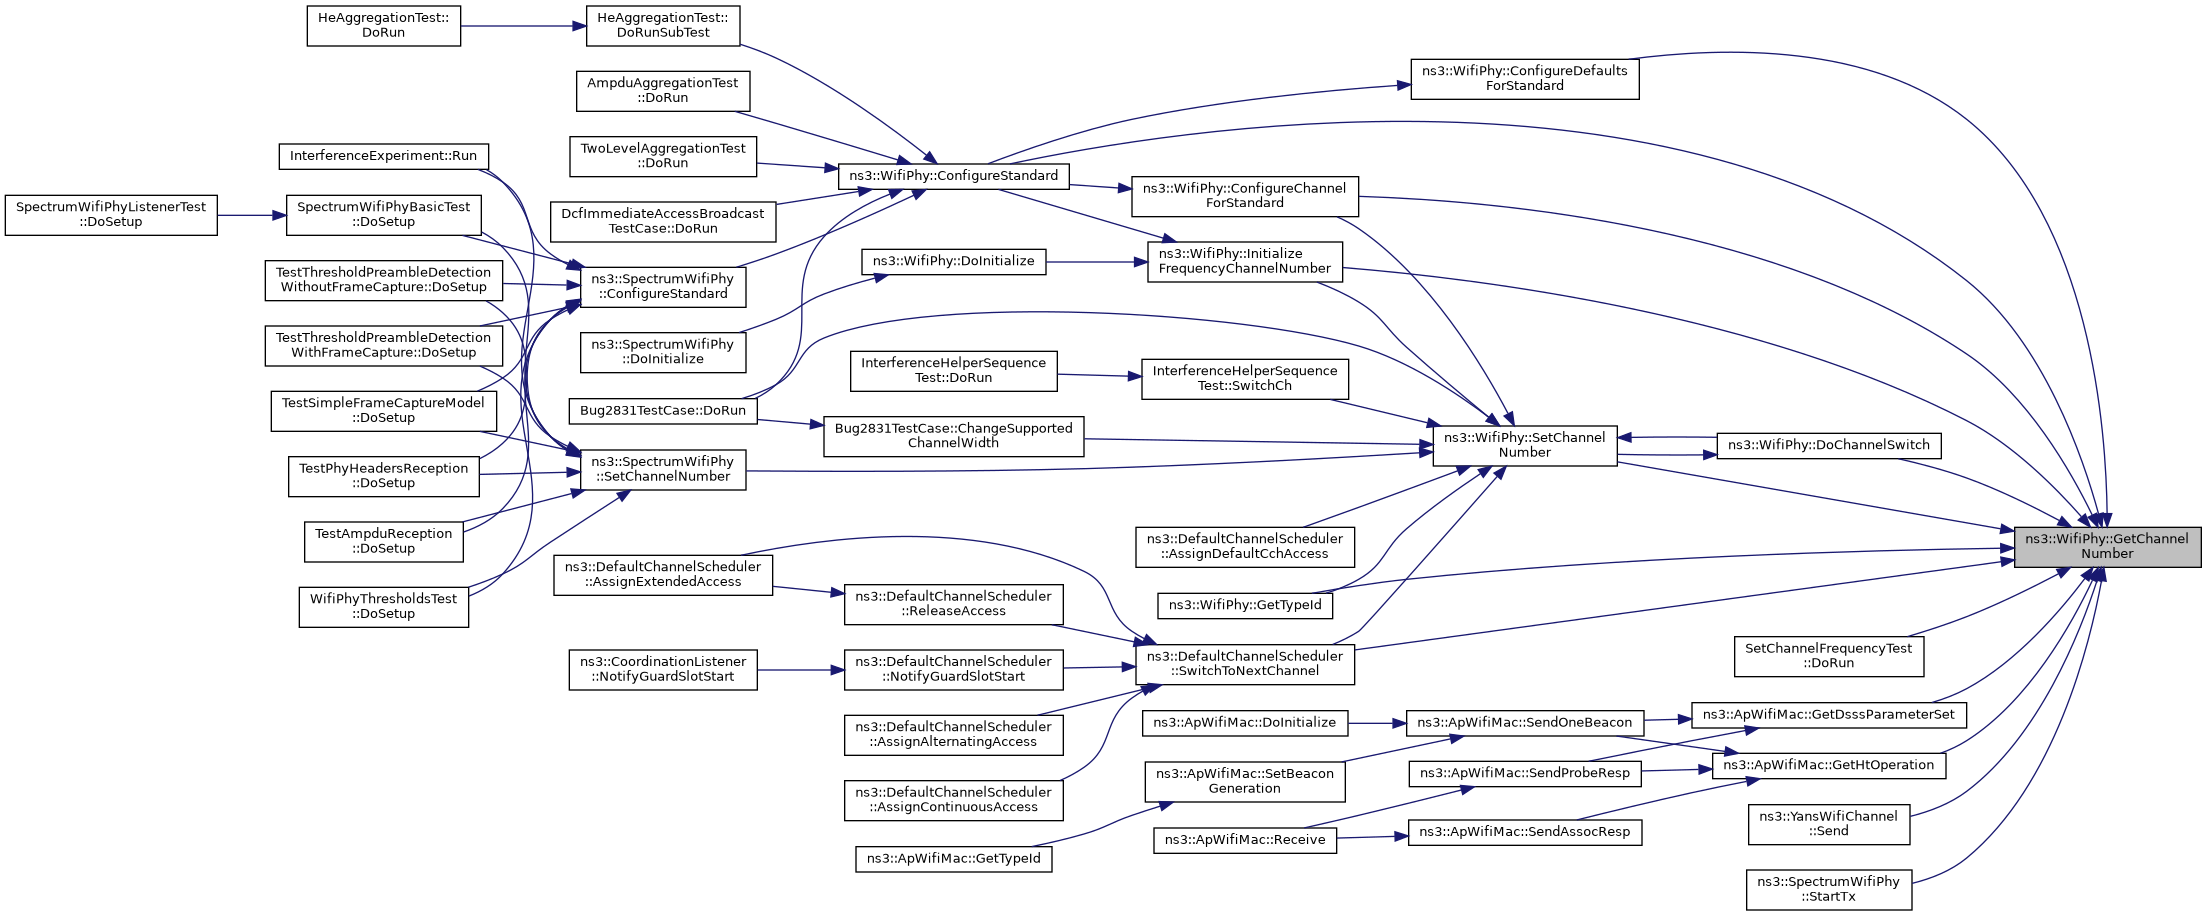 HeAggregationTest::
DoRun
HeAggregationTest::
DoRunSubTest
AmpduAggregationTest
::DoRun
TwoLevelAggregationTest
::DoRun
DcfImmediateAccessBroadcast
TestCase::DoRun
ns3::WifiPhy::ConfigureDefaults
ForStandard
ns3::WifiPhy::ConfigureStandard
ns3::WifiPhy::ConfigureChannel
ForStandard
ns3::WifiPhy::Initialize
FrequencyChannelNumber
ns3::WifiPhy::DoInitialize
InterferenceExperiment::Run
SpectrumWifiPhyListenerTest
::DoSetup
SpectrumWifiPhyBasicTest
::DoSetup
TestThresholdPreambleDetection
WithoutFrameCapture::DoSetup
TestThresholdPreambleDetection
WithFrameCapture::DoSetup
TestSimpleFrameCaptureModel
::DoSetup
TestPhyHeadersReception
::DoSetup
TestAmpduReception
::DoSetup
WifiPhyThresholdsTest
::DoSetup
ns3::SpectrumWifiPhy
::ConfigureStandard
ns3::SpectrumWifiPhy
::DoInitialize
Bug2831TestCase::DoRun
ns3::SpectrumWifiPhy
::SetChannelNumber
InterferenceHelperSequence
Test::DoRun
InterferenceHelperSequence
Test::SwitchCh
Bug2831TestCase::ChangeSupported
ChannelWidth
ns3::WifiPhy::SetChannel
Number
ns3::WifiPhy::DoChannelSwitch
ns3::WifiPhy::GetChannel
Number
ns3::DefaultChannelScheduler
::AssignDefaultCchAccess
ns3::WifiPhy::GetTypeId
ns3::DefaultChannelScheduler
::AssignExtendedAccess
ns3::DefaultChannelScheduler
::ReleaseAccess
ns3::CoordinationListener
::NotifyGuardSlotStart
ns3::DefaultChannelScheduler
::NotifyGuardSlotStart
ns3::DefaultChannelScheduler
::SwitchToNextChannel
ns3::DefaultChannelScheduler
::AssignAlternatingAccess
ns3::DefaultChannelScheduler
::AssignContinuousAccess
SetChannelFrequencyTest
::DoRun
ns3::ApWifiMac::GetDsssParameterSet
ns3::ApWifiMac::SendOneBeacon
ns3::ApWifiMac::DoInitialize
ns3::ApWifiMac::GetHtOperation
ns3::ApWifiMac::SendProbeResp
ns3::ApWifiMac::SetBeacon
Generation
ns3::ApWifiMac::SendAssocResp
ns3::ApWifiMac::Receive
ns3::ApWifiMac::GetTypeId
ns3::YansWifiChannel
::Send
ns3::SpectrumWifiPhy
::StartTx